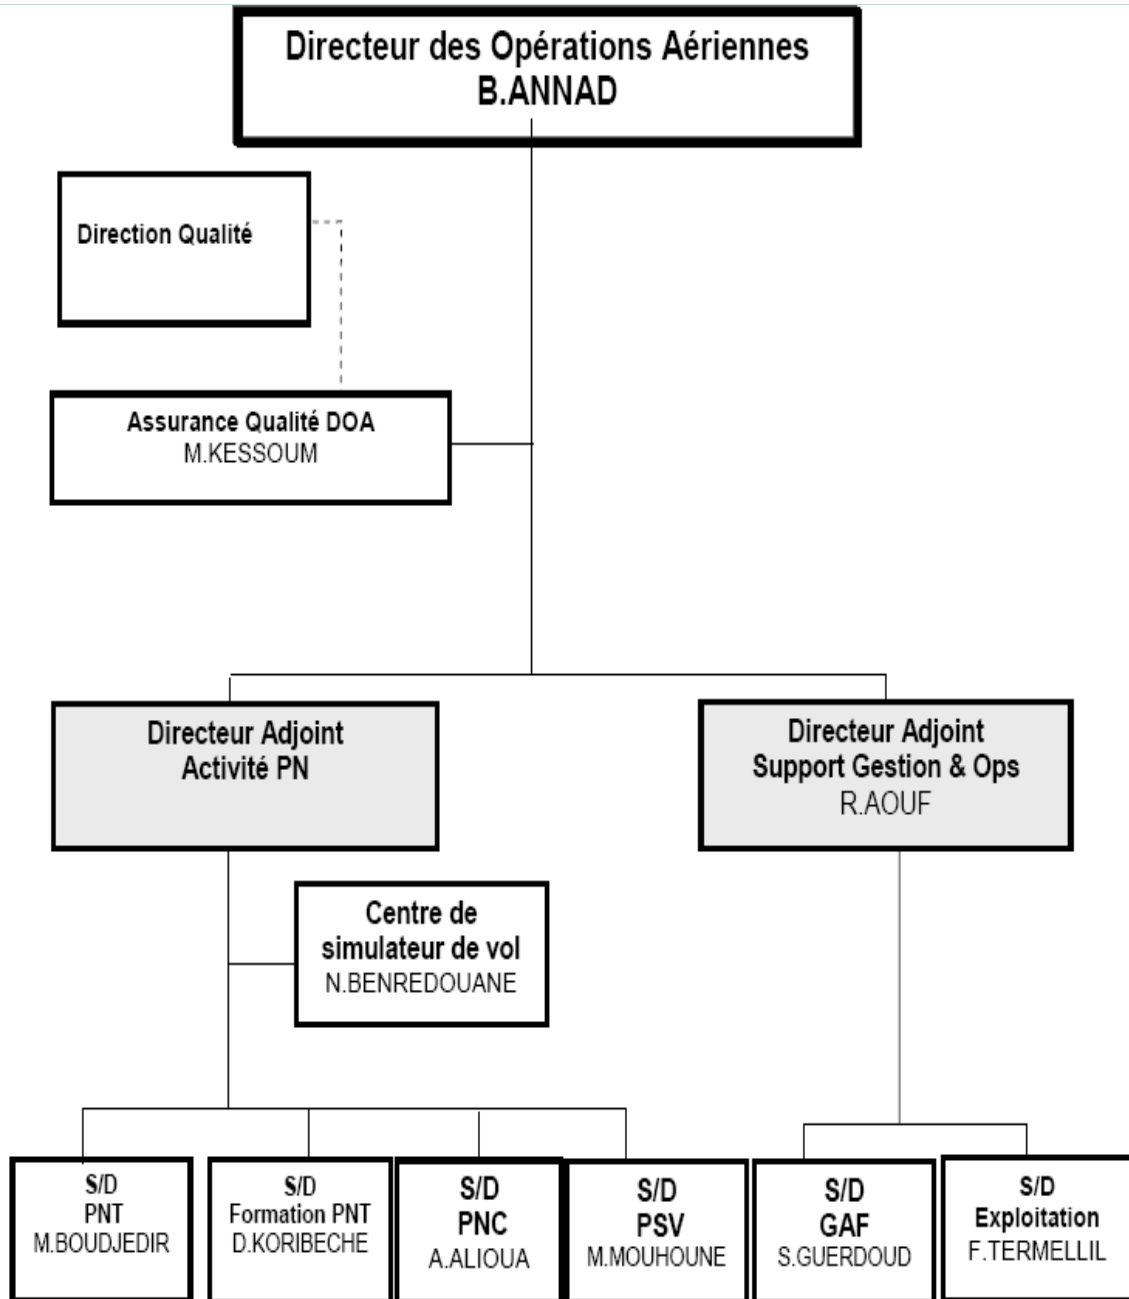 Directeur des Opérations Aériennes
B.ANNAD
Direction Qualité
Assurance Qualité DOA
M.KESSOUM
Directeur Adjoint
Activité PN
Directeur Adjoint
Support Gestion & Ops
R.AOUF
Centre de
simulateur de vol
N.BENREDOUANE
S/D
PNT
M.BOUDJEDIR
S/D
Formation PNT
D.KORIBECHE
S/D
PNC
A.ALIOUA
S/D
PSV
M.MOUHOUNE
S/D
GAF
S.GUERDOUD
S/D
Exploitation
F.TERMELLIL